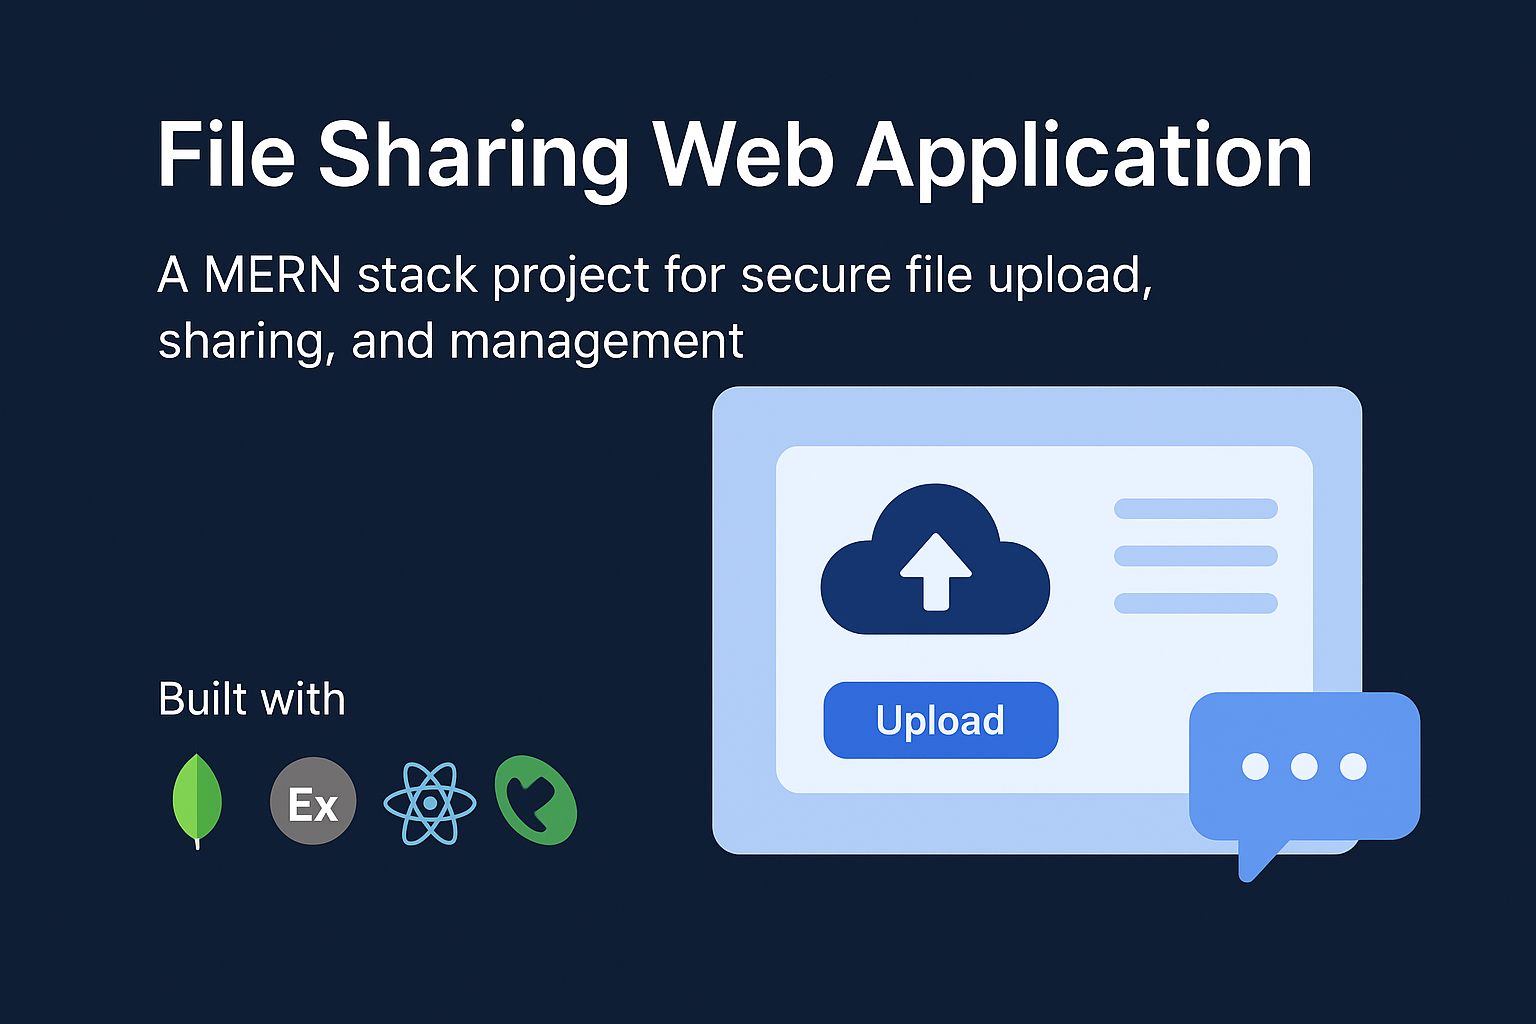 File Sharing Web Application
A MERN stack project for secure file upload,
sharing, and management
Upload
Built with
Ex